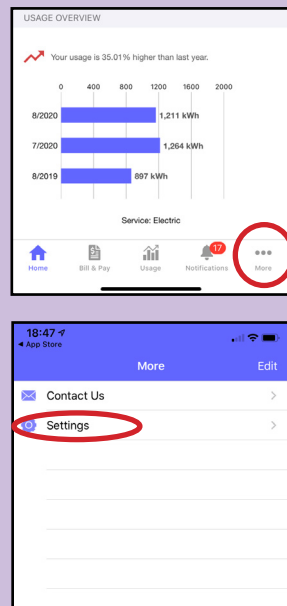 USAGE OVERVIEW
Your usage is 35.01% higher than last year.
0 400 800 1200 1600 2000
8/2020 1,211 kWh
7/2020 1,264 kWh
8/2019 897 kWh
Service: Electric
17
Home Bill & Pay Usage Notifications More
18:47
App Store
More Edit
Contact Us
Settings